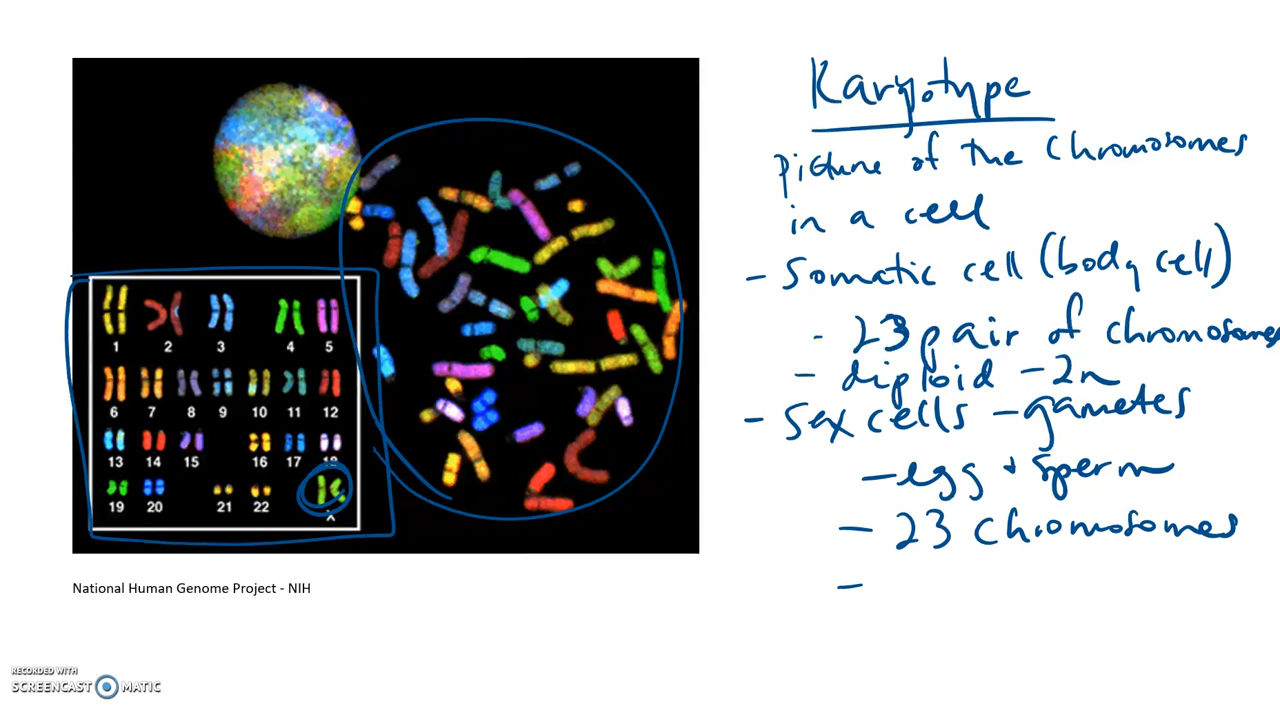 Karyotype
picture of the chromosomes
in a cell
- Somatic cell (body cell)
- 23 pair of chromosomes
- diploid - 2n
- Sex cells - gametes
- egg + sperm
- 23 chromosomes
-
1 2 3 4 5
6 7 8 9 10 11 12
13 14 15 16 17 18
19 20 21 22 X
National Human Genome Project - NIH
RECORDED WITH
SCREENCAST MATIC